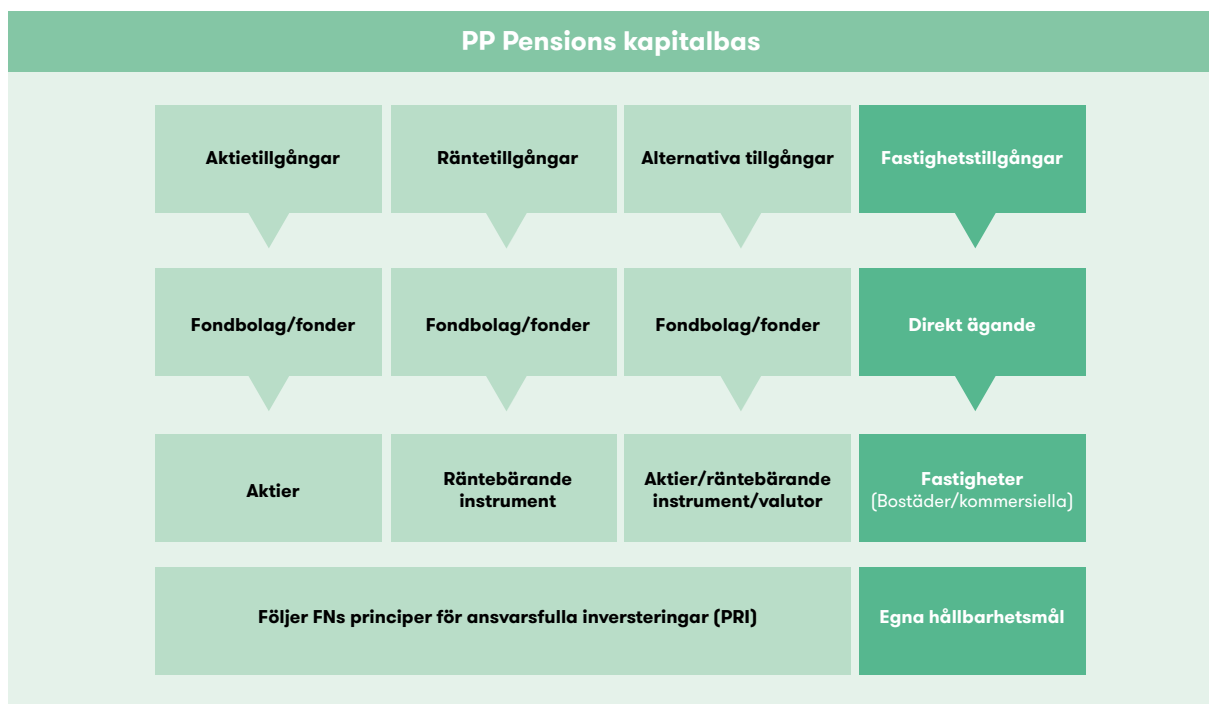 PP Pensions kapitalbas
Aktietillgångar
Räntetillgångar
Alternativa tillgångar
Fastighetstillgångar
Fondbolag/fonder
Fondbolag/fonder
Fondbolag/fonder
Direkt ägande
Aktier
Räntebärande
instrument
Aktier/räntebärande
instrument/valutor
Fastigheter
(Bostäder/kommersiella)
Följer FNs principer för ansvarsfulla inversteringar (PRI)
Egna hållbarhetsmål